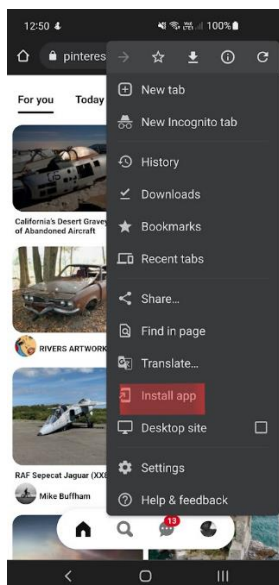 12:50
100%
pinteres
For you Today
New tab
New Incognito tab
History
Downloads
California's Desert Gravey
of Abandoned Aircraft
Bookmarks
Recent tabs
Share...
Find in page
RIVERS ARTWORK
Translate...
Install app
Desktop site
Settings
RAF Sepecat Jaguar
Mike Buffham
Help & feedback
13